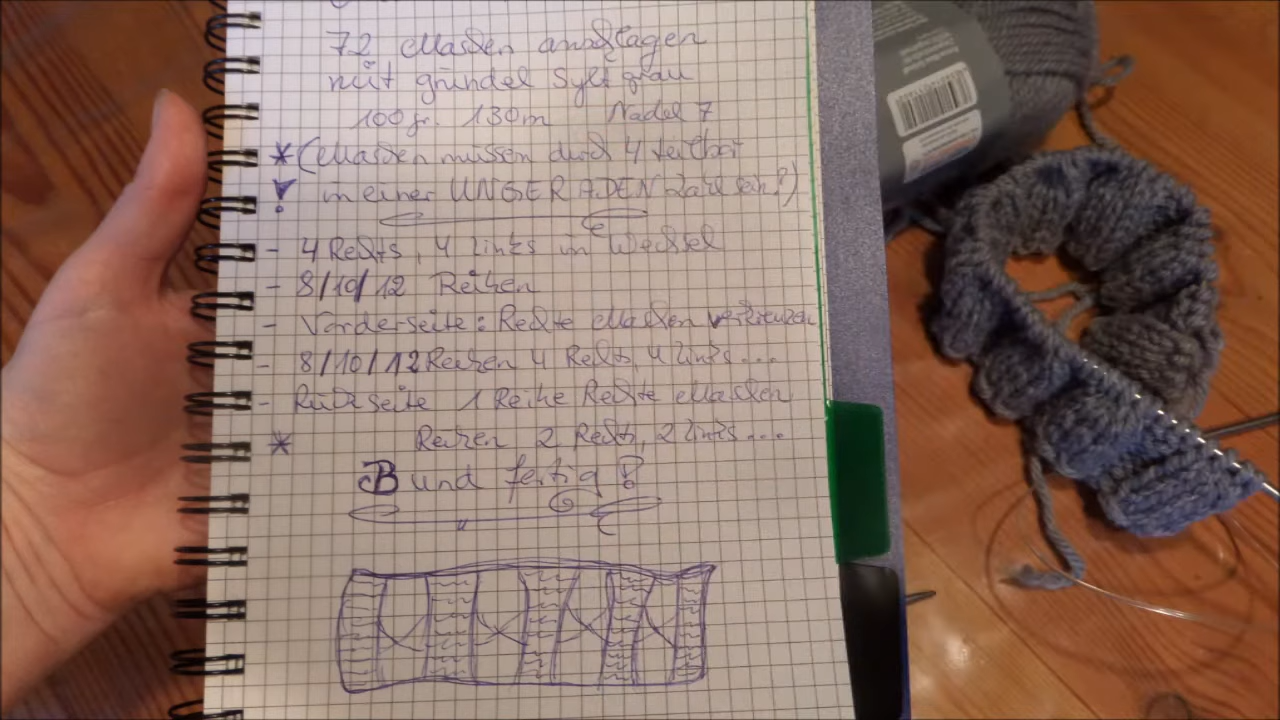 72 Maschen anschlagen
mit gründel Sylt grau
100 gr. 130m Nadel 7
* (Maschen müssen durch 4 teilbar
! in einer UNGERADEN Zahl sein?)
- 4 Rechts, 4 links im Wechsel
- 8/10/12 Reihen
- Vorderseite: Rechte Maschen verkreuzen
- 8/10/12 Reihen 4 Rechts, 4 links...
- Rückseite 1 Reihe Rechte Maschen
* Reihen 2 Rechts, 2 links....
Bund fertig!